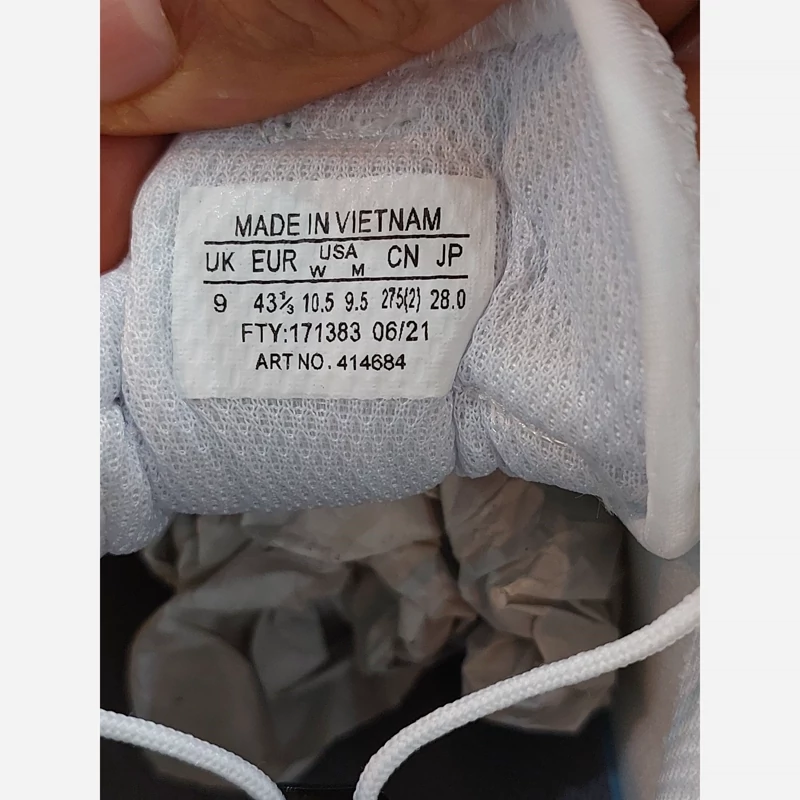 MADE IN VIETNAM
UK EUR USA W M CN JP
9 43⅓ 10.5 9.5 275(2) 28.0
FTY:171383 06/21
ART NO. 414684